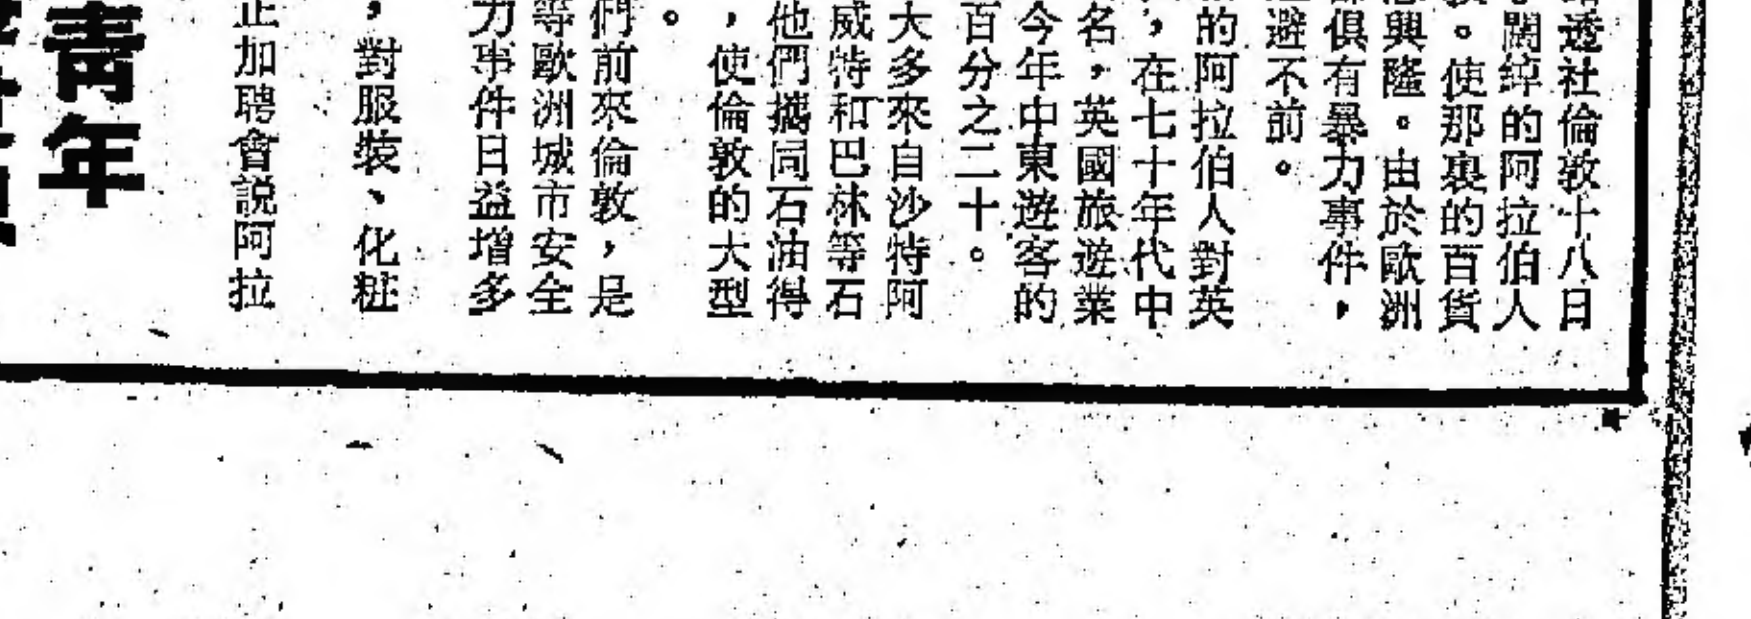 透社倫敦十八日
闊綽的阿拉伯人
。使那裏的百貨
興隆。由於歐洲
俱有暴力事件，
避不前。
的阿拉伯人對英
，在七十年代中
名，英國旅遊業
今年中東遊客的
百分之二十。
大多來自沙特阿
威特和巴林等石
他們攜同石油得
，使倫敦的大型
。
們前來倫敦，是
等歐洲城市安全
力事件日益增多
，對服裝、化粧
正加聘會説阿拉
青年